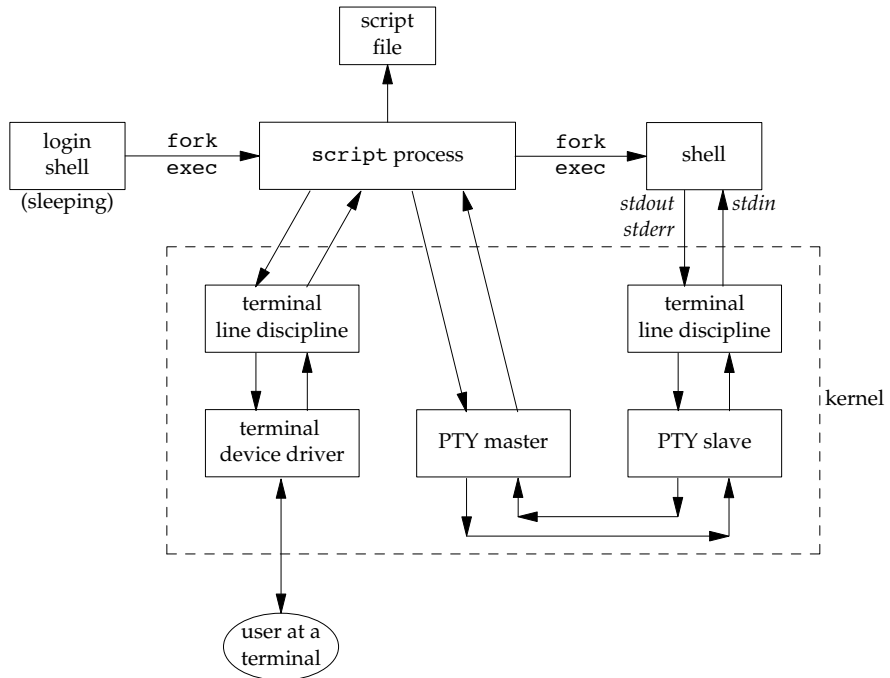 script
file
login
shell
(sleeping)
fork
exec
script process
fork
exec
shell
stdout
stderr
stdin
terminal
line discipline
terminal
line discipline
kernel
terminal
device driver
PTY master
PTY slave
user at a
terminal